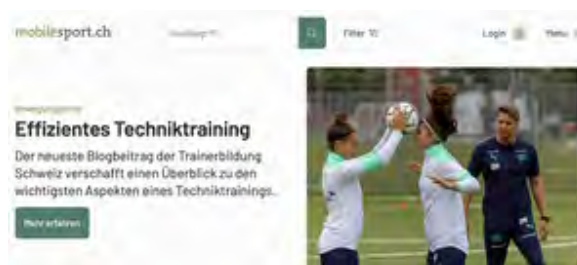 mobilesport.ch
Filter
Login
Menu
Effizientes Techniktraining
Der neueste Blogbeitrag der Trainerbildung
Schweiz verschafft einen Überblick zu den
wichtigsten Aspekten eines Techniktrainings.
Mehr erfahren